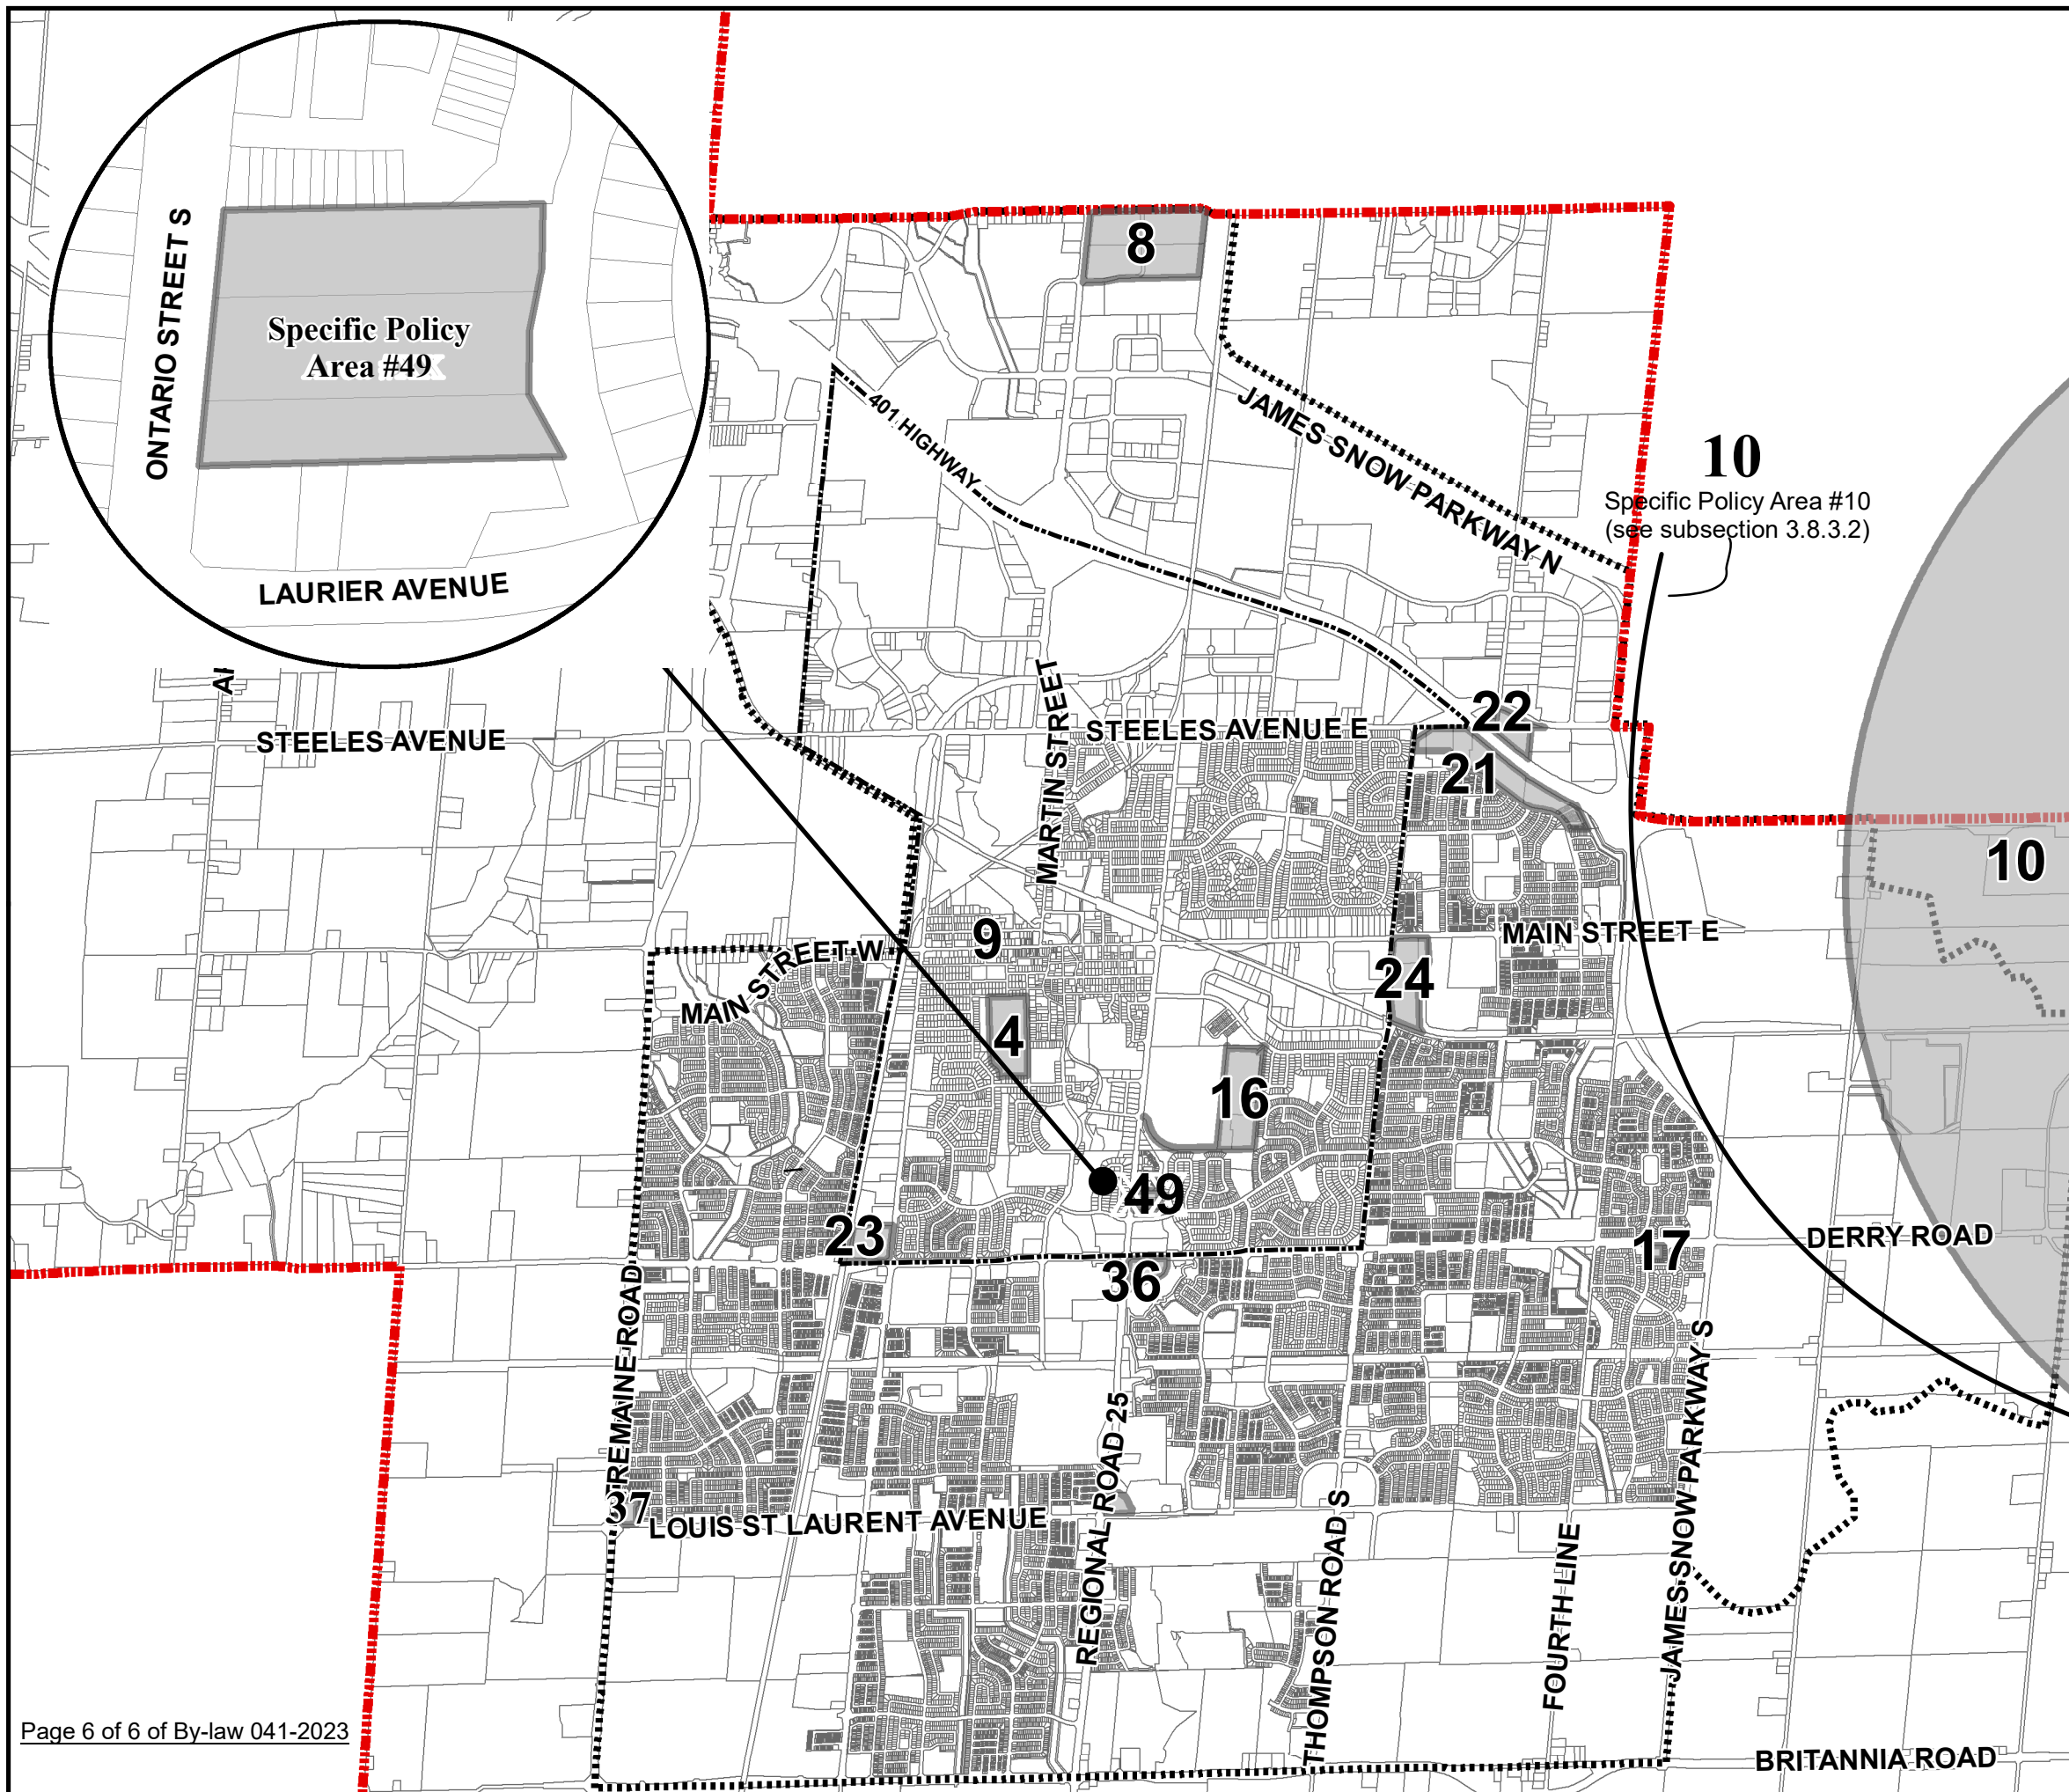 ONTARIO STREET S
Specific Policy
Area #49
LAURIER AVENUE
8
401 HIGHWAY
JAMES SNOW PARKWAY N
10
Specific Policy Area #10
(see subsection 3.8.3.2)
STEELES AVENUE
MARTIN STREET
STEELES AVENUE E
22
21
10
9
MAIN STREET W
MAIN STREET E
24
4
16
49
23
36
17
DERRY ROAD
TREMAINE ROAD
37
LOUIS ST LAURENT AVENUE
REGIONAL ROAD 25
THOMPSON ROAD S
FOURTH LINE
JAMES SNOW PARKWAY S
BRITANNIA ROAD
Page 6 of 6 of By-law 041-2023